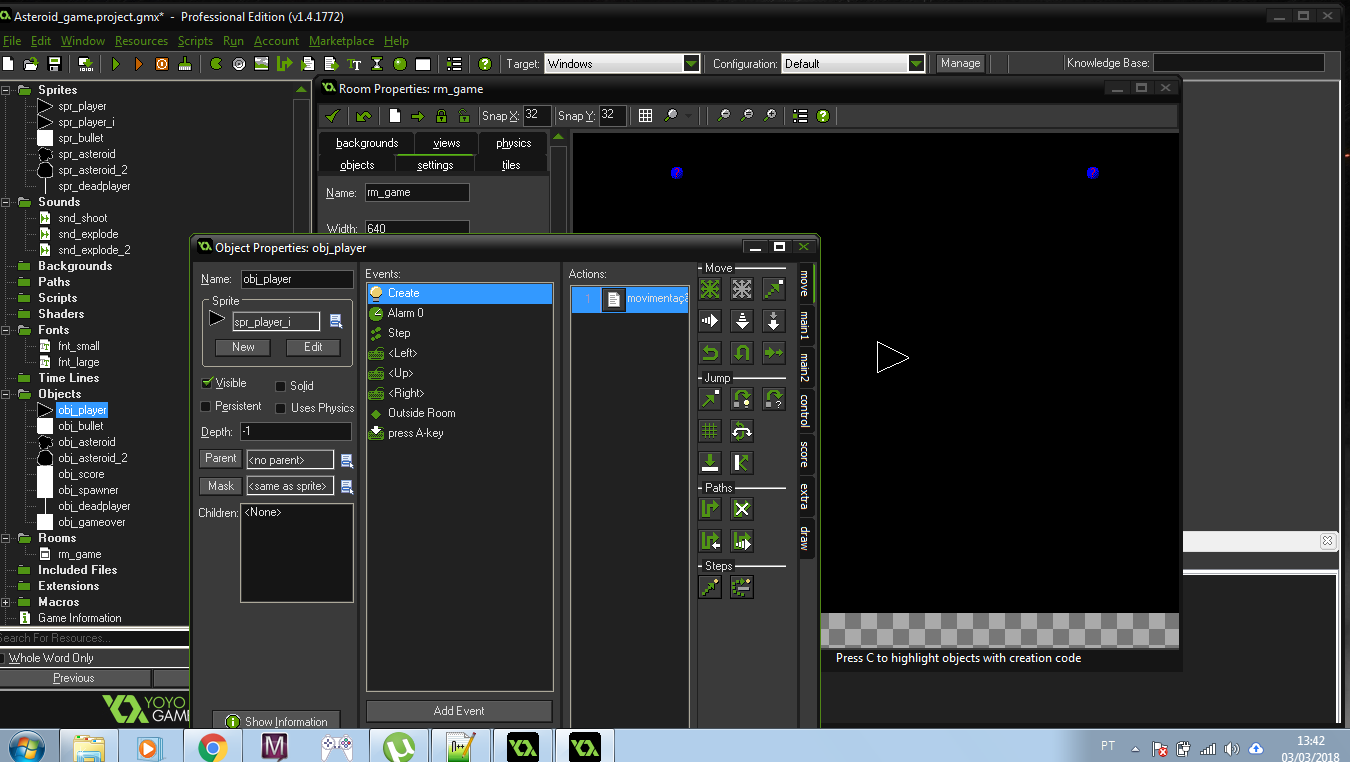 Asteroid_game.project.gmx* - Professional Edition (v1.4.1772)
File Edit Window Resources Scripts Run Account Marketplace Help
Target: Windows Configuration: Default Manage Knowledge Base:
Sprites
spr_player
spr_player_i
spr_bullet
spr_asteroid
spr_asteroid_2
spr_deadplayer
Sounds
snd_shoot
snd_explode
snd_explode_2
Backgrounds
Paths
Scripts
Shaders
Fonts
fnt_small
fnt_large
Time Lines
Objects
obj_player
obj_bullet
obj_asteroid
obj_asteroid_2
obj_score
obj_spawner
obj_deadplayer
obj_gameover
Rooms
rm_game
Included Files
Extensions
Macros
Game Information
Search For Resources...
Whole Word Only
Previous
YOYO
GAM
Room Properties: rm_game
Snap X: 32 Snap Y: 32
backgrounds views physics
objects settings tiles
Name: rm_game
Width: 640
? ?
Press C to highlight objects with creation code
Object Properties: obj_player
Name: obj_player
Sprite
spr_player_i
New Edit
Visible Solid
Persistent Uses Physics
Depth: -1
Parent <no parent>
Mask <same as sprite>
Children: <None>
Show Information
Events:
Create
Alarm 0
Step
<Left>
<Up>
<Right>
Outside Room
press A-key
Add Event
Actions:
1 movimentaçã
Move
Jump
Paths
Steps
move
main1
main2
control
score
extra
draw
PT
13:42
03/03/2018